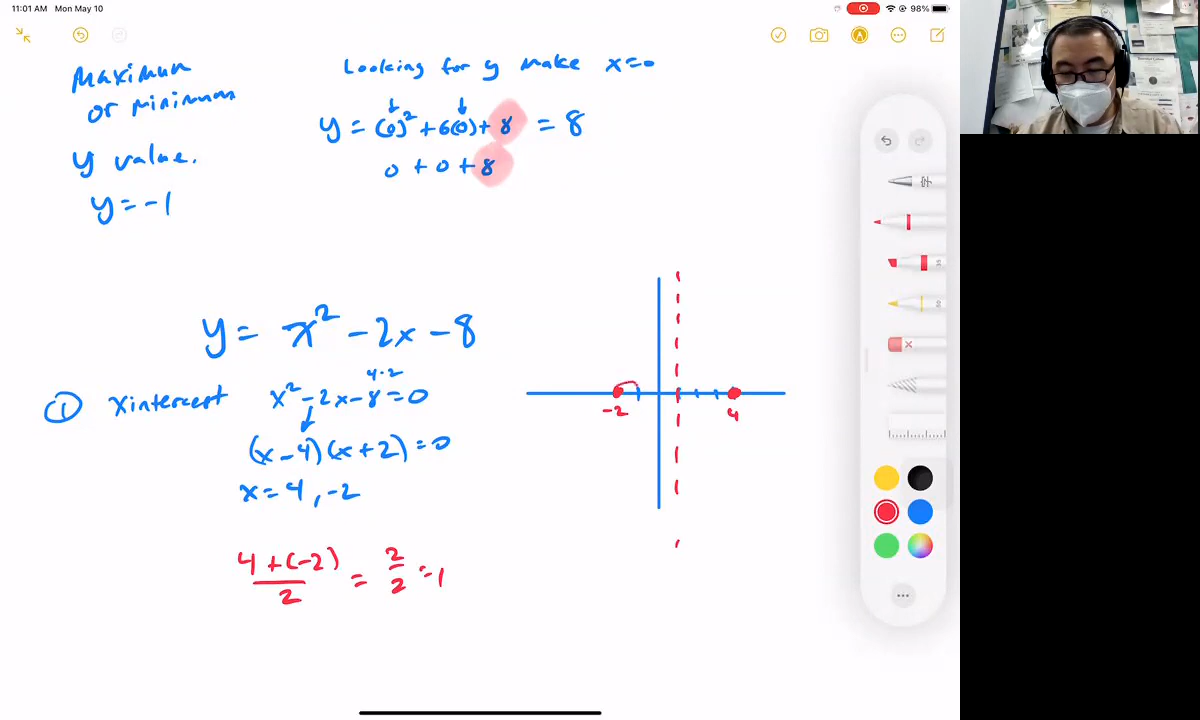 11:01 AM Mon May 10
98%
Maximum
or minimum
y value.
y = -1
Looking for y make x=0
y = (0)² + 6(0) + 8 = 8
0 + 0 + 8
y = x² - 2x - 8
4·2
① x intercept x² - 2x - 8 = 0
(x - 4)(x + 2) = 0
x = 4, -2
4 + (-2) / 2 = 2/2 = 1
-2
4